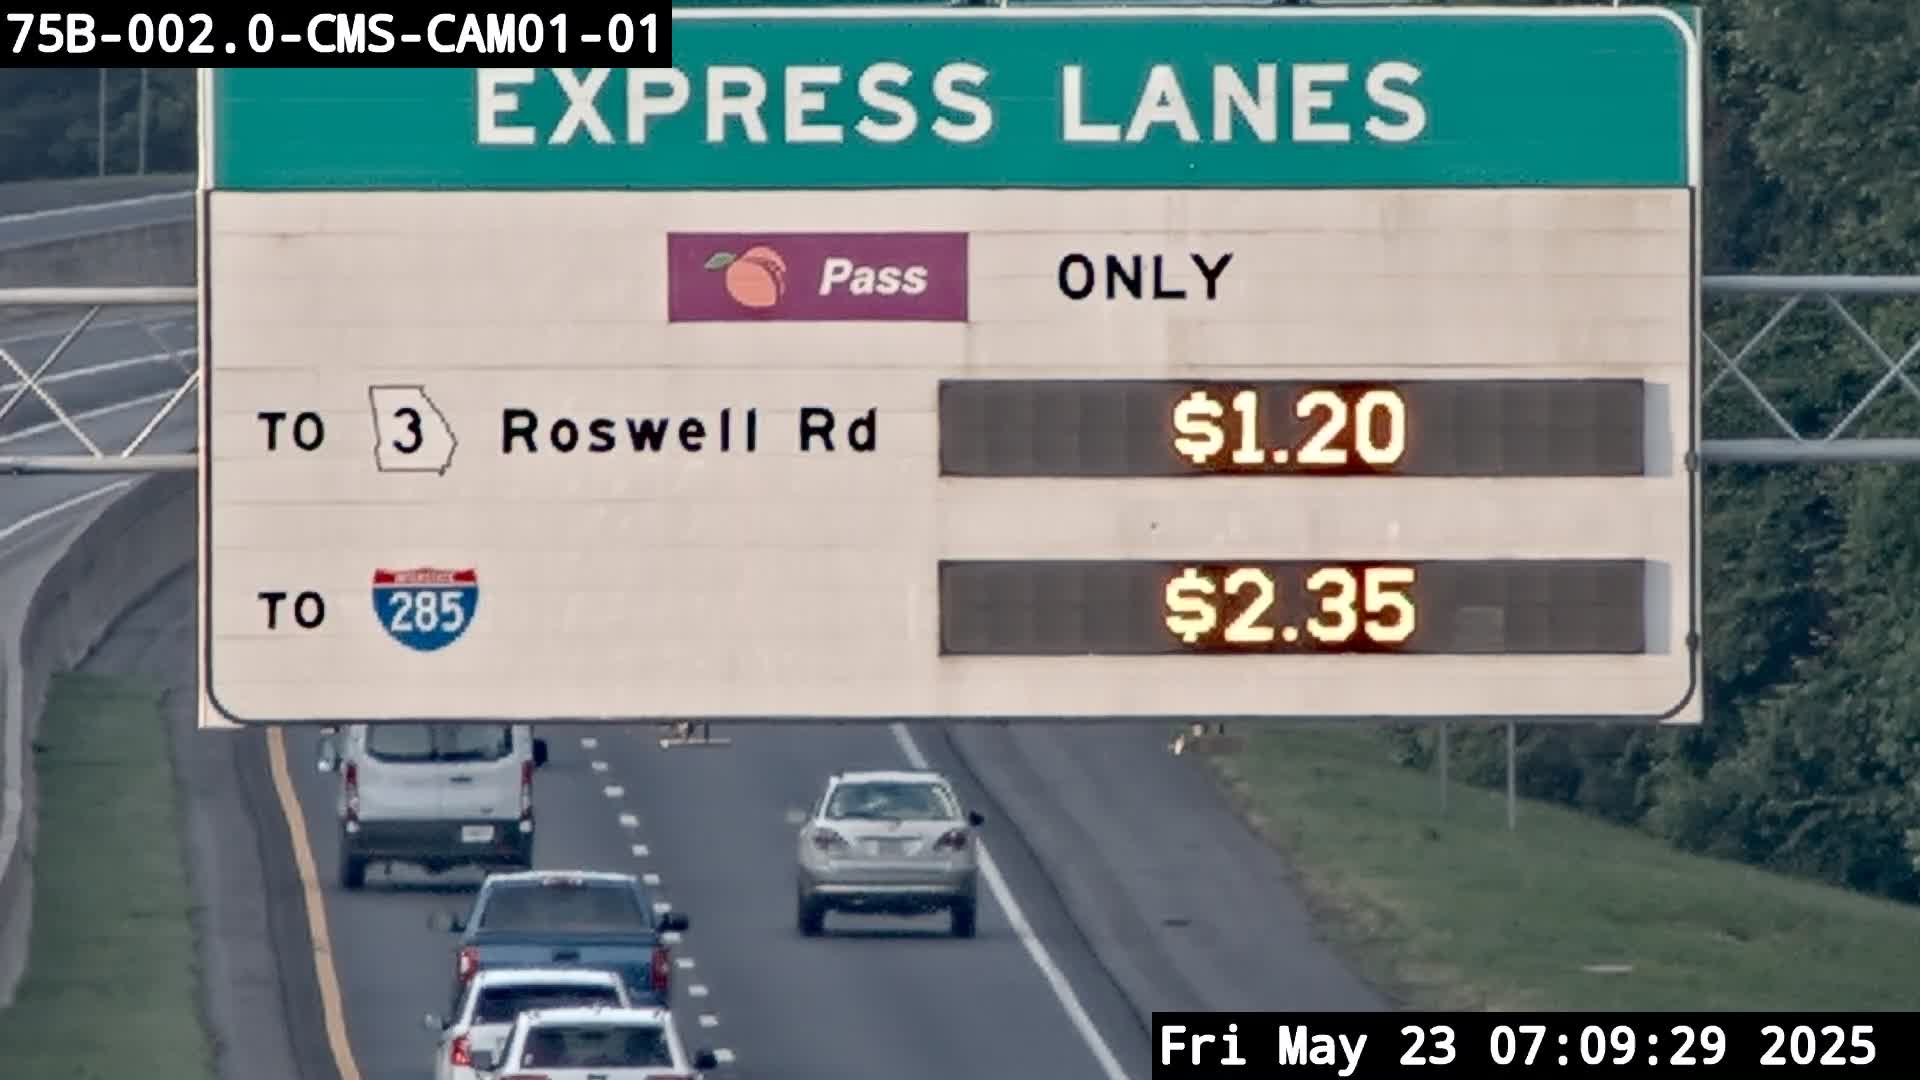 75B-002.0-CMS-CAM01-01
EXPRESS LANES
Pass ONLY
TO 3 Roswell Rd $1.20
TO INTERSTATE 285 $2.35
Fri May 23 07:09:29 2025